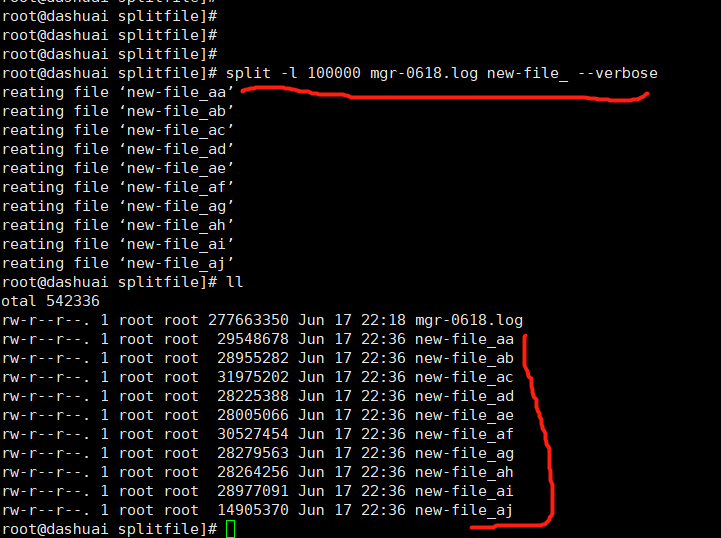 root@dashuai splitfile]#
root@dashuai splitfile]#
root@dashuai splitfile]#
root@dashuai splitfile]#
root@dashuai splitfile]# split -l 100000 mgr-0618.log new-file_ --verbose
reating file ‘new-file_aa’
reating file ‘new-file_ab’
reating file ‘new-file_ac’
reating file ‘new-file_ad’
reating file ‘new-file_ae’
reating file ‘new-file_af’
reating file ‘new-file_ag’
reating file ‘new-file_ah’
reating file ‘new-file_ai’
reating file ‘new-file_aj’
root@dashuai splitfile]# ll
otal 542336
rw-r--r--. 1 root root 277663350 Jun 17 22:18 mgr-0618.log
rw-r--r--. 1 root root  29548678 Jun 17 22:36 new-file_aa
rw-r--r--. 1 root root  28955282 Jun 17 22:36 new-file_ab
rw-r--r--. 1 root root  31975202 Jun 17 22:36 new-file_ac
rw-r--r--. 1 root root  28225388 Jun 17 22:36 new-file_ad
rw-r--r--. 1 root root  28005066 Jun 17 22:36 new-file_ae
rw-r--r--. 1 root root  30527454 Jun 17 22:36 new-file_af
rw-r--r--. 1 root root  28279563 Jun 17 22:36 new-file_ag
rw-r--r--. 1 root root  28264256 Jun 17 22:36 new-file_ah
rw-r--r--. 1 root root  28977091 Jun 17 22:36 new-file_ai
rw-r--r--. 1 root root  14905370 Jun 17 22:36 new-file_aj
root@dashuai splitfile]#